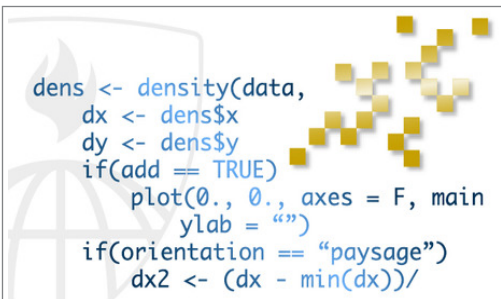 dens <- density(data,
dx <- dens$x
dy <- dens$y
if(add == TRUE)
plot(0., 0., axes = F, main
ylab = “”)
if(orientation == “paysage”)
dx2 <- (dx - min(dx))/